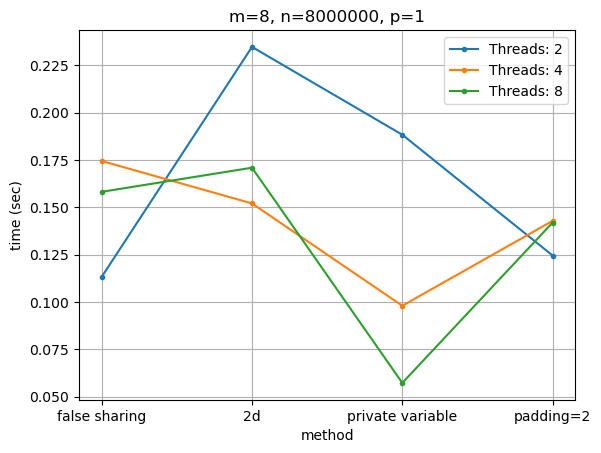 m=8, n=8000000, p=1
Threads: 2
Threads: 4
Threads: 8
time (sec)
0.225
0.200
0.175
0.150
0.125
0.100
0.075
0.050
false sharing 2d private variable padding=2
method